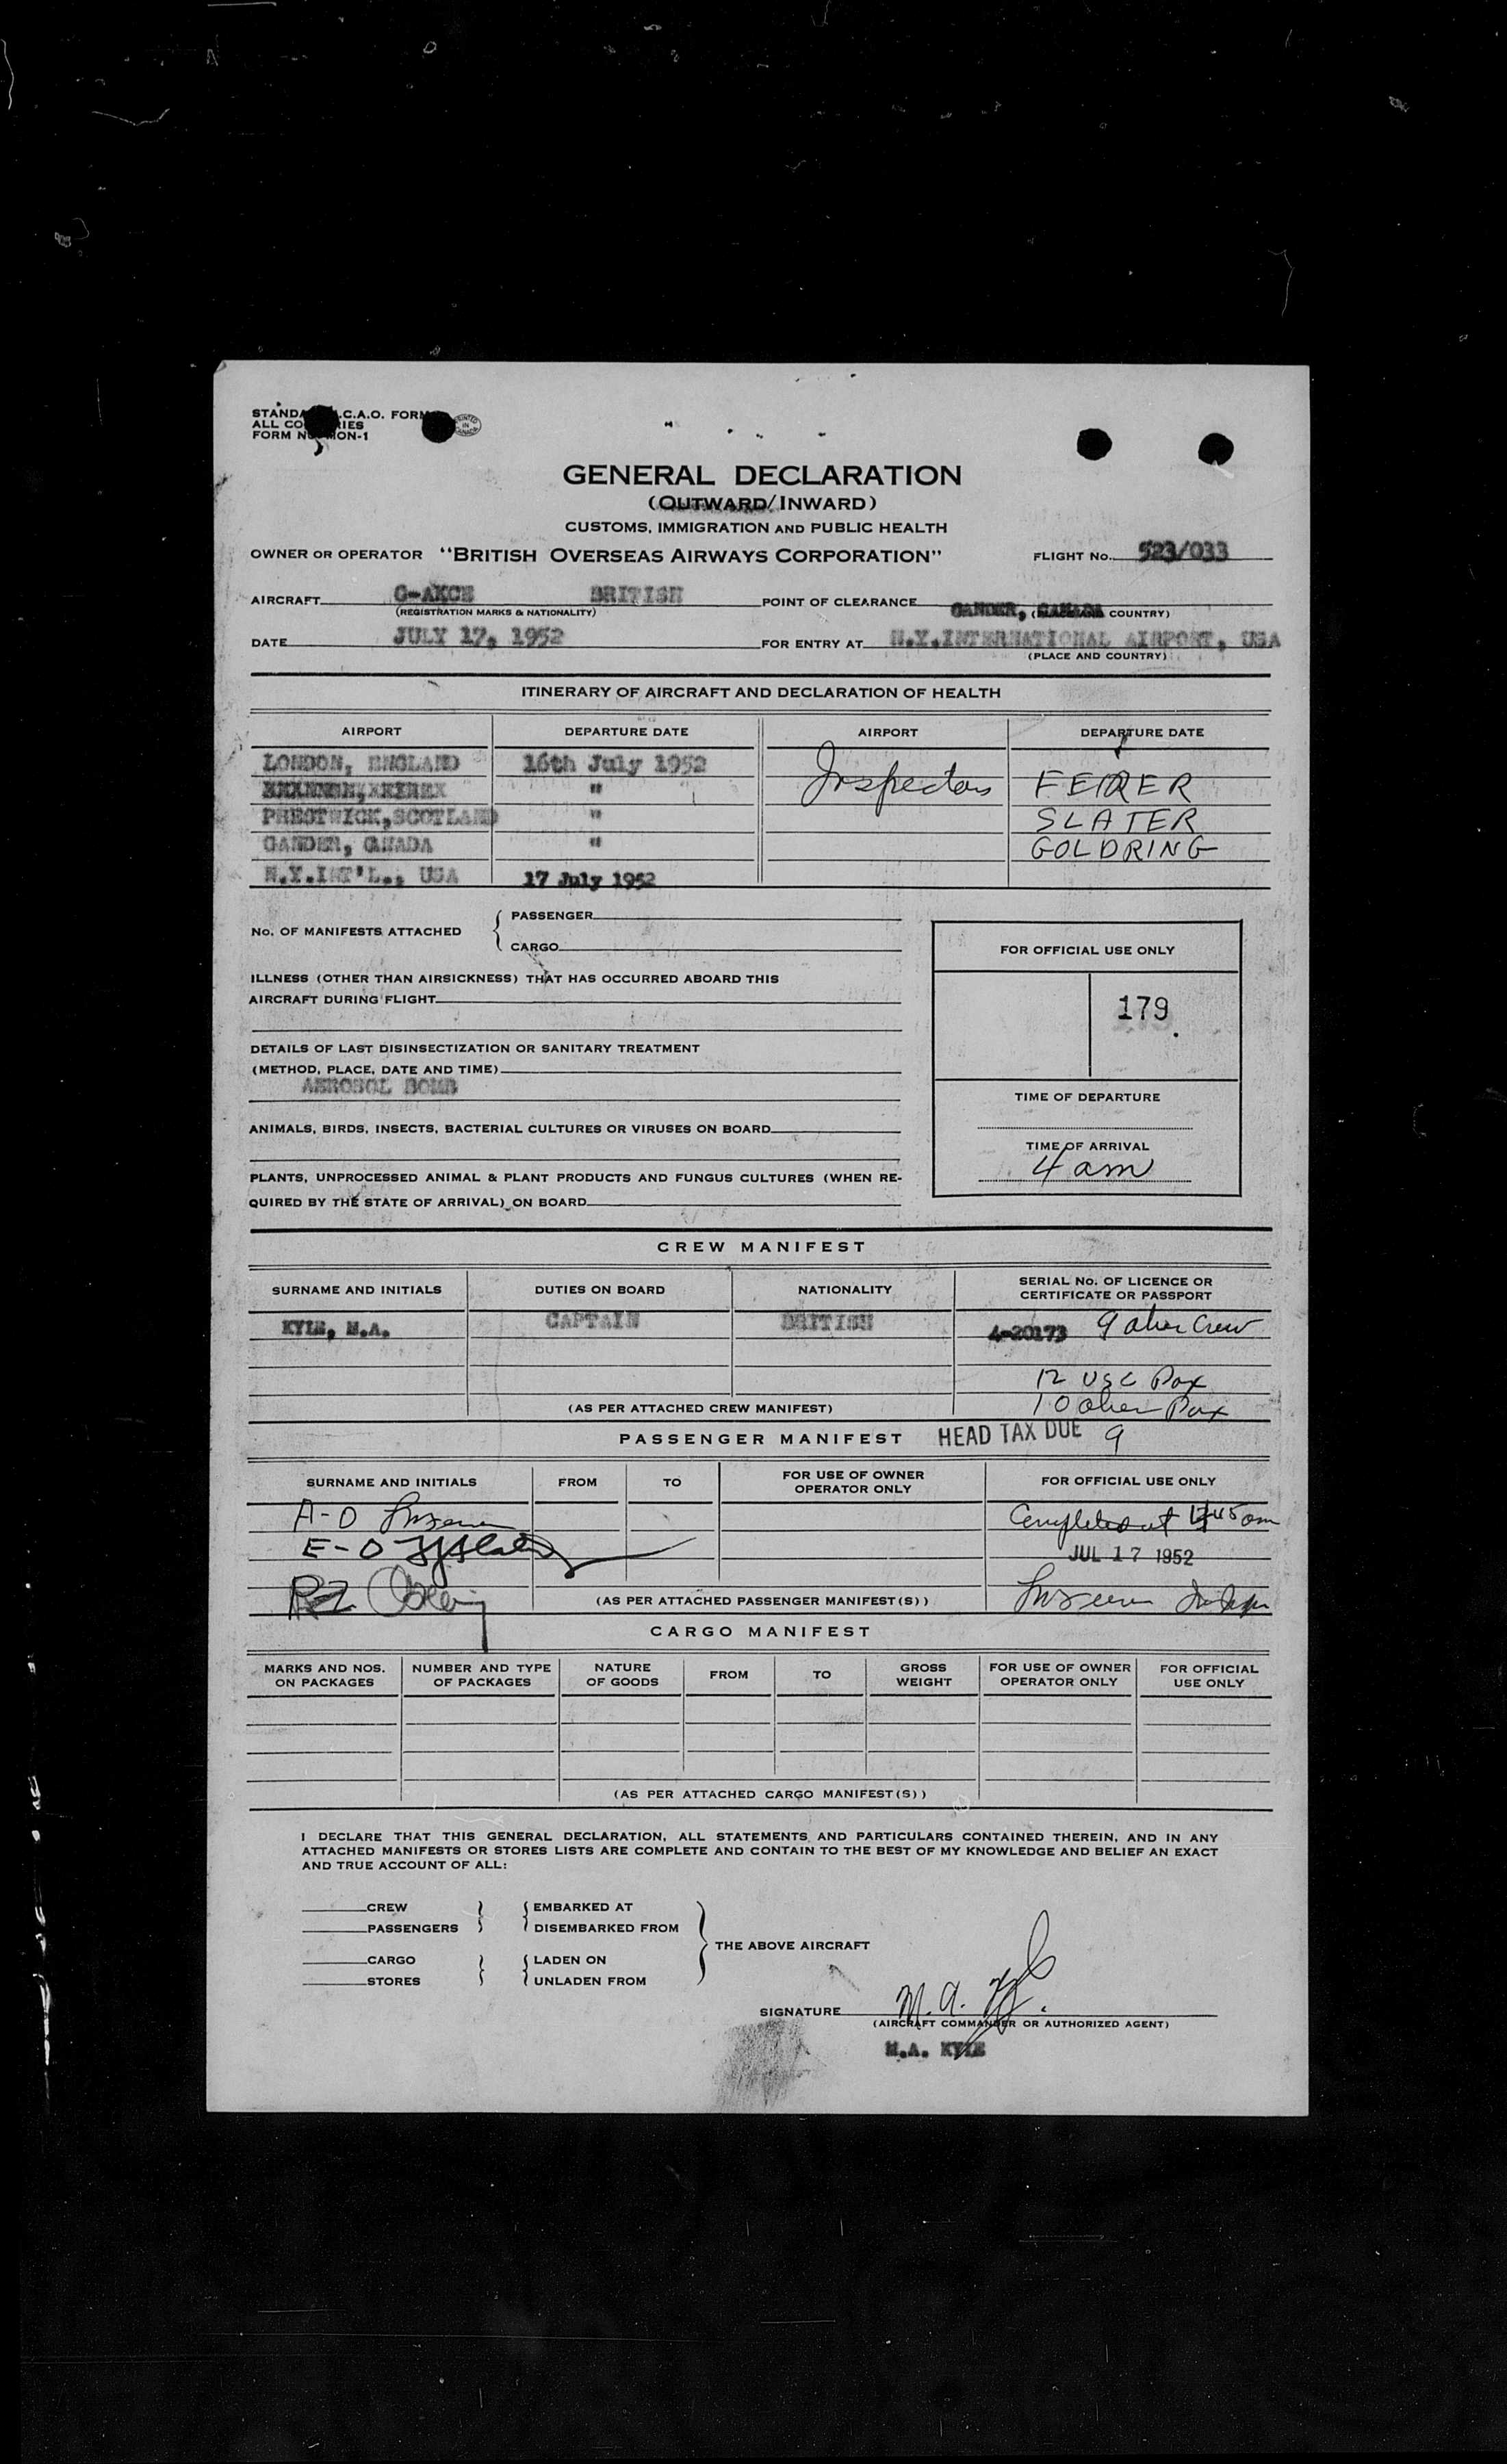 STANDA .C.A.O. FORM
ALL CO RIES
FORM N ON-1
PRINTED IN CANADA
GENERAL DECLARATION
(OUTWARD/INWARD)
CUSTOMS, IMMIGRATION AND PUBLIC HEALTH
OWNER OR OPERATOR "BRITISH OVERSEAS AIRWAYS CORPORATION" FLIGHT No. 523/033
AIRCRAFT G-AKCE BRITISH POINT OF CLEARANCE GANDER, CANADA
(REGISTRATION MARKS & NATIONALITY) COUNTRY)
DATE JULY 17, 1952 FOR ENTRY AT N.Y.INTERNATIONAL AIRPORT, USA
(PLACE AND COUNTRY)
ITINERARY OF AIRCRAFT AND DECLARATION OF HEALTH
AIRPORT DEPARTURE DATE AIRPORT DEPARTURE DATE
LONDON, ENGLAND 16th July 1952 Inspectors FEIRER
" SLATER
PRESTWICK,SCOTLAND " GOLDRING
GANDER, CANADA "
N.Y.INT'L., USA 17 July 1952
No. OF MANIFESTS ATTACHED { PASSENGER
CARGO
FOR OFFICIAL USE ONLY
179
ILLNESS (OTHER THAN AIRSICKNESS) THAT HAS OCCURRED ABOARD THIS
AIRCRAFT DURING FLIGHT
DETAILS OF LAST DISINSECTIZATION OR SANITARY TREATMENT
(METHOD, PLACE, DATE AND TIME)
AEROSOL BOMB
TIME OF DEPARTURE
ANIMALS, BIRDS, INSECTS, BACTERIAL CULTURES OR VIRUSES ON BOARD
TIME OF ARRIVAL
4 am
PLANTS, UNPROCESSED ANIMAL & PLANT PRODUCTS AND FUNGUS CULTURES (WHEN RE-
QUIRED BY THE STATE OF ARRIVAL) ON BOARD
CREW MANIFEST
SURNAME AND INITIALS DUTIES ON BOARD NATIONALITY SERIAL No. OF LICENCE OR
CERTIFICATE OR PASSPORT
KYLE, M.A. CAPTAIN BRITISH 4-20173 9 alien Crew
12 USC Pax
10 alien Pax
(AS PER ATTACHED CREW MANIFEST)
PASSENGER MANIFEST HEAD TAX DUE 9
SURNAME AND INITIALS FROM TO FOR USE OF OWNER
OPERATOR ONLY FOR OFFICIAL USE ONLY
A-O
Completed at 45 am
E-O
JUL 17 1952
(AS PER ATTACHED PASSENGER MANIFEST(S))
CARGO MANIFEST
MARKS AND NOS.
ON PACKAGES NUMBER AND TYPE
OF PACKAGES NATURE
OF GOODS FROM TO GROSS
WEIGHT FOR USE OF OWNER
OPERATOR ONLY FOR OFFICIAL
USE ONLY
(AS PER ATTACHED CARGO MANIFEST(S))
I DECLARE THAT THIS GENERAL DECLARATION, ALL STATEMENTS AND PARTICULARS CONTAINED THEREIN, AND IN ANY
ATTACHED MANIFESTS OR STORES LISTS ARE COMPLETE AND CONTAIN TO THE BEST OF MY KNOWLEDGE AND BELIEF AN EXACT
AND TRUE ACCOUNT OF ALL:
CREW } { EMBARKED AT
PASSENGERS } { DISEMBARKED FROM
THE ABOVE AIRCRAFT
CARGO } { LADEN ON
STORES } { UNLADEN FROM
SIGNATURE M. A. Kyle.
(AIRCRAFT COMMANDER OR AUTHORIZED AGENT)
M.A. KYLE